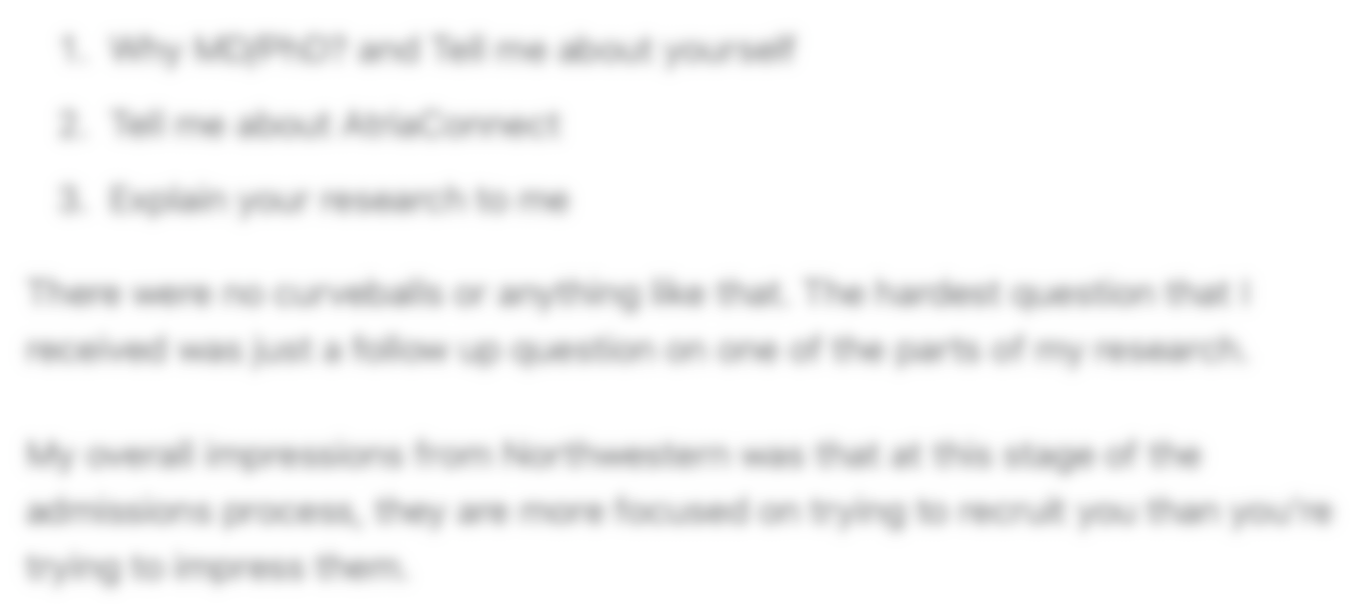 1. Why MD/PhD? and Tell me about yourself
2. Tell me about AtriaConnect
3. Explain your research to me
There were no curveballs or anything like that. The hardest question that I
received was just a follow up question on one of the parts of my research.
My overall impressions from Northwestern was that at this stage of the
admissions process, they are more focused on trying to recruit you than you're
trying to impress them.